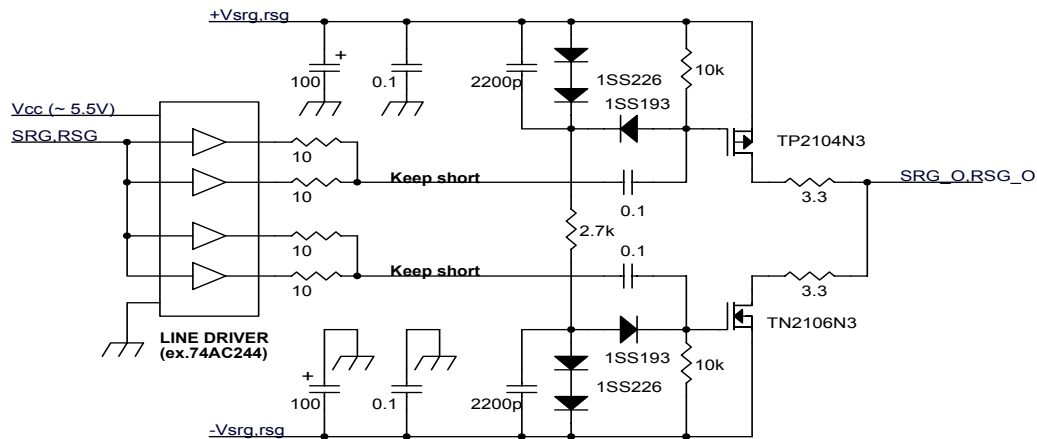 +Vsrg,rsg
+
100
0.1
2200p
1SS226
1SS193
10k
Vcc (~ 5.5V)
SRG,RSG
10
10
Keep short
0.1
TP2104N3
SRG_O,RSG_O
3.3
2.7k
0.1
10
10
Keep short
3.3
TN2106N3
LINE DRIVER
(ex.74AC244)
1SS193
1SS226
10k
+
100
0.1
2200p
-Vsrg,rsg